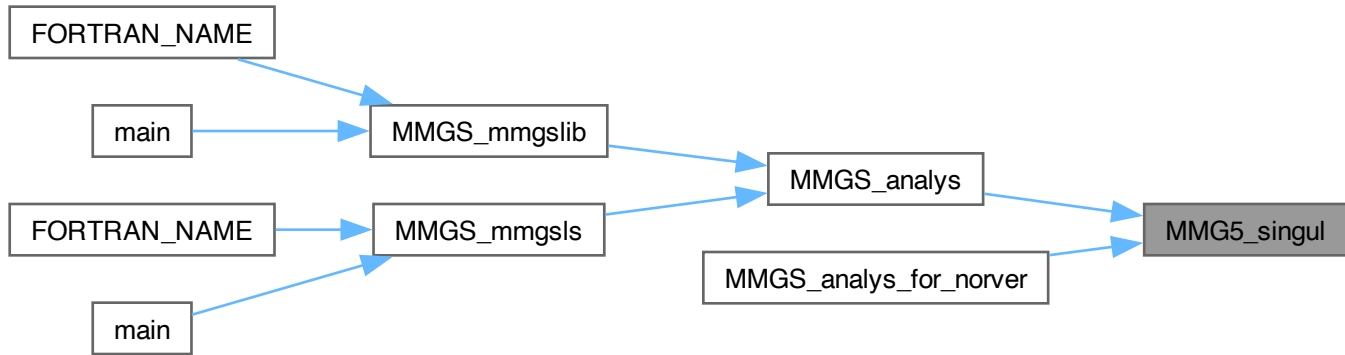 FORTRAN_NAME
main
MMGS_mmgslib
MMGS_analys
FORTRAN_NAME
MMGS_mmgsls
MMG5_singul
MMGS_analys_for_norver
main